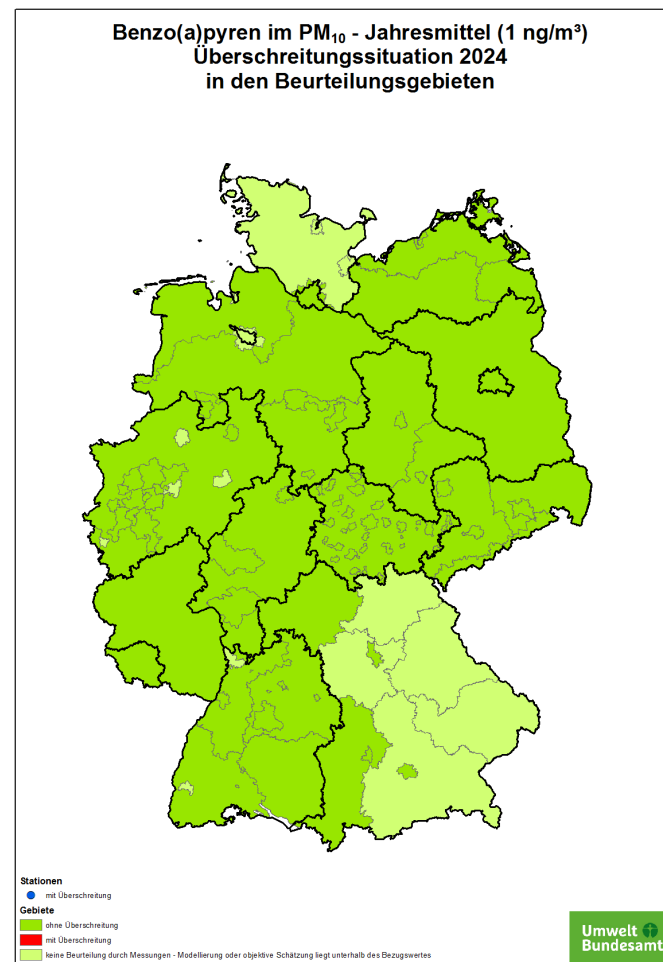 Benzo(a)pyren im PM₁₀ - Jahresmittel (1 ng/m³)
Überschreitungssituation 2024
in den Beurteilungsgebieten
Stationen
mit Überschreitung
Gebiete
ohne Überschreitung
mit Überschreitung
keine Beurteilung durch Messungen - Modellierung oder objektive Schätzung liegt unterhalb des Bezugswertes
Umwelt
Bundesamt